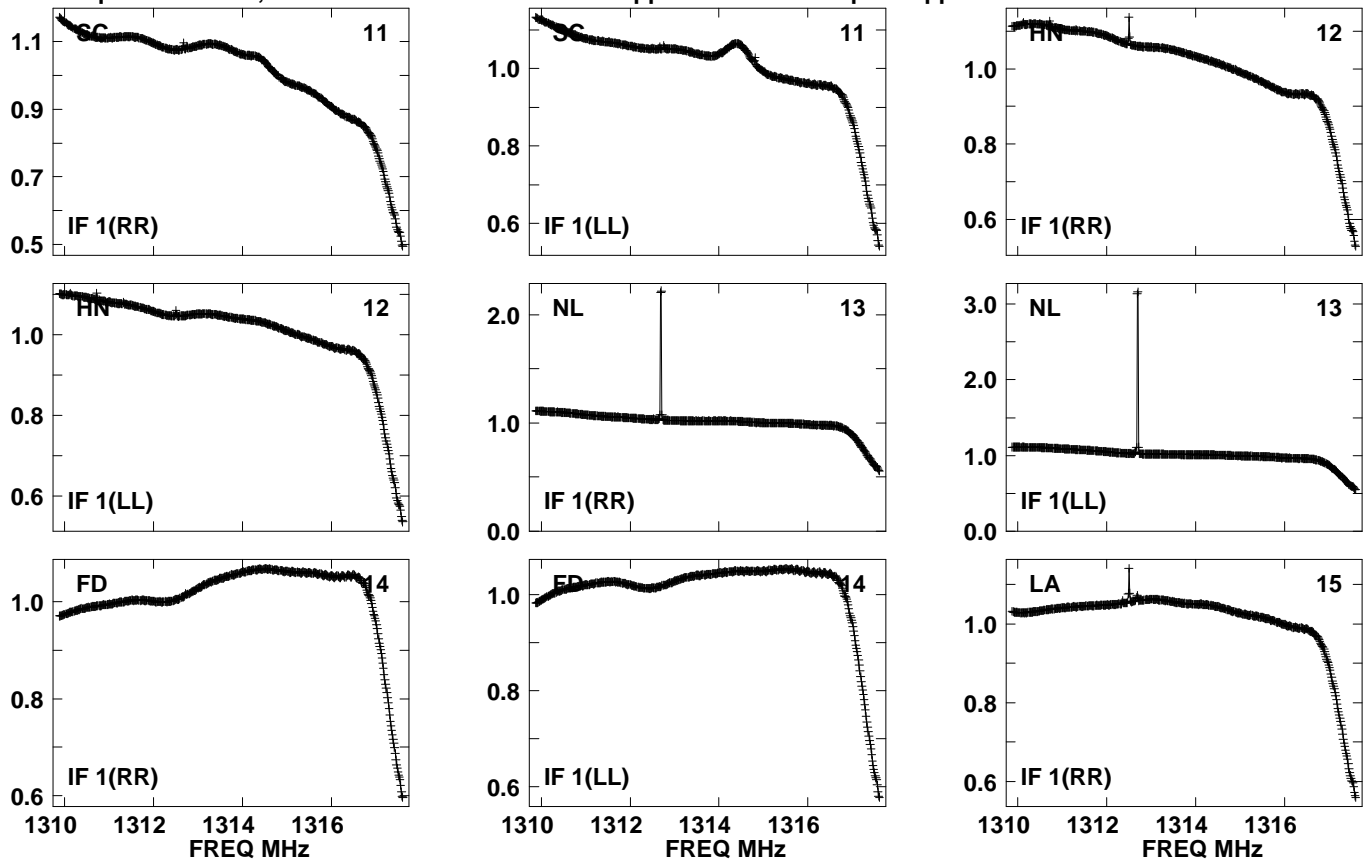 SC 11 SC 11 HN 12
1.1 1.0 1.0
0.9 0.8 0.8
0.7 0.6 0.6
0.5
IF 1(RR) IF 1(LL) IF 1(RR)
HN 12 NL 13 NL 13
1.0 2.0 3.0
0.8 1.0 2.0
0.6 0.0 1.0
0.0
IF 1(LL) IF 1(RR) IF 1(LL)
FD 14 FD 14 LA 15
1.0 1.0 1.0
0.8 0.8 0.8
0.6 0.6 0.6
IF 1(RR) IF 1(LL) IF 1(RR)
1310 1312 1314 1316 1310 1312 1314 1316 1310 1312 1314 1316
FREQ MHz FREQ MHz FREQ MHz